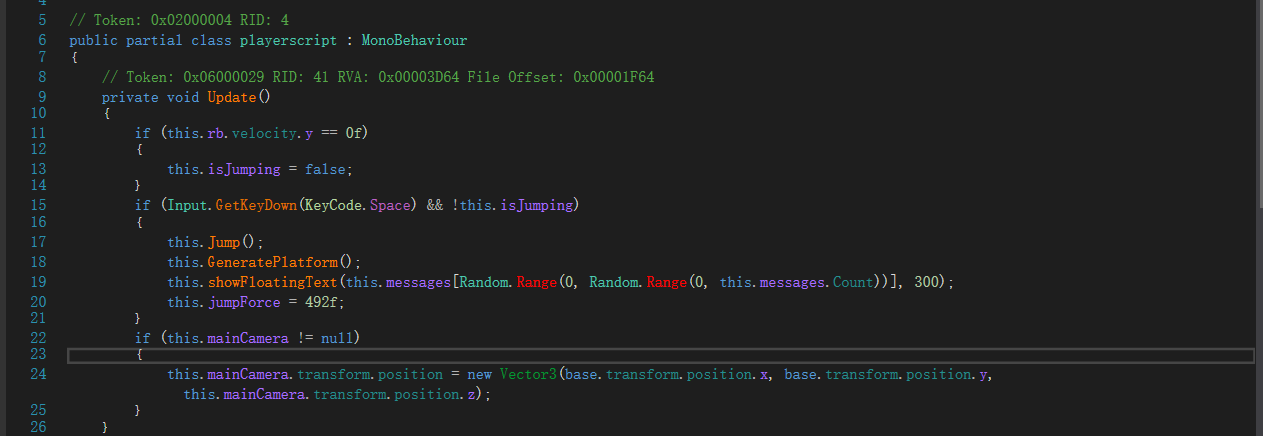 4
5 // Token: 0x02000004 RID: 4
6 public partial class playerscript : MonoBehaviour
7 {
8 // Token: 0x06000029 RID: 41 RVA: 0x00003D64 File Offset: 0x00001F64
9 private void Update()
10 {
11 if (this.rb.velocity.y == 0f)
12 {
13 this.isJumping = false;
14 }
15 if (Input.GetKeyDown(KeyCode.Space) && !this.isJumping)
16 {
17 this.Jump();
18 this.GeneratePlatform();
19 this.showFloatingText(this.messages[Random.Range(0, Random.Range(0, this.messages.Count))], 300);
20 this.jumpForce = 492f;
21 }
22 if (this.mainCamera != null)
23 {
24 this.mainCamera.transform.position = new Vector3(base.transform.position.x, base.transform.position.y,
this.mainCamera.transform.position.z);
25 }
26 }